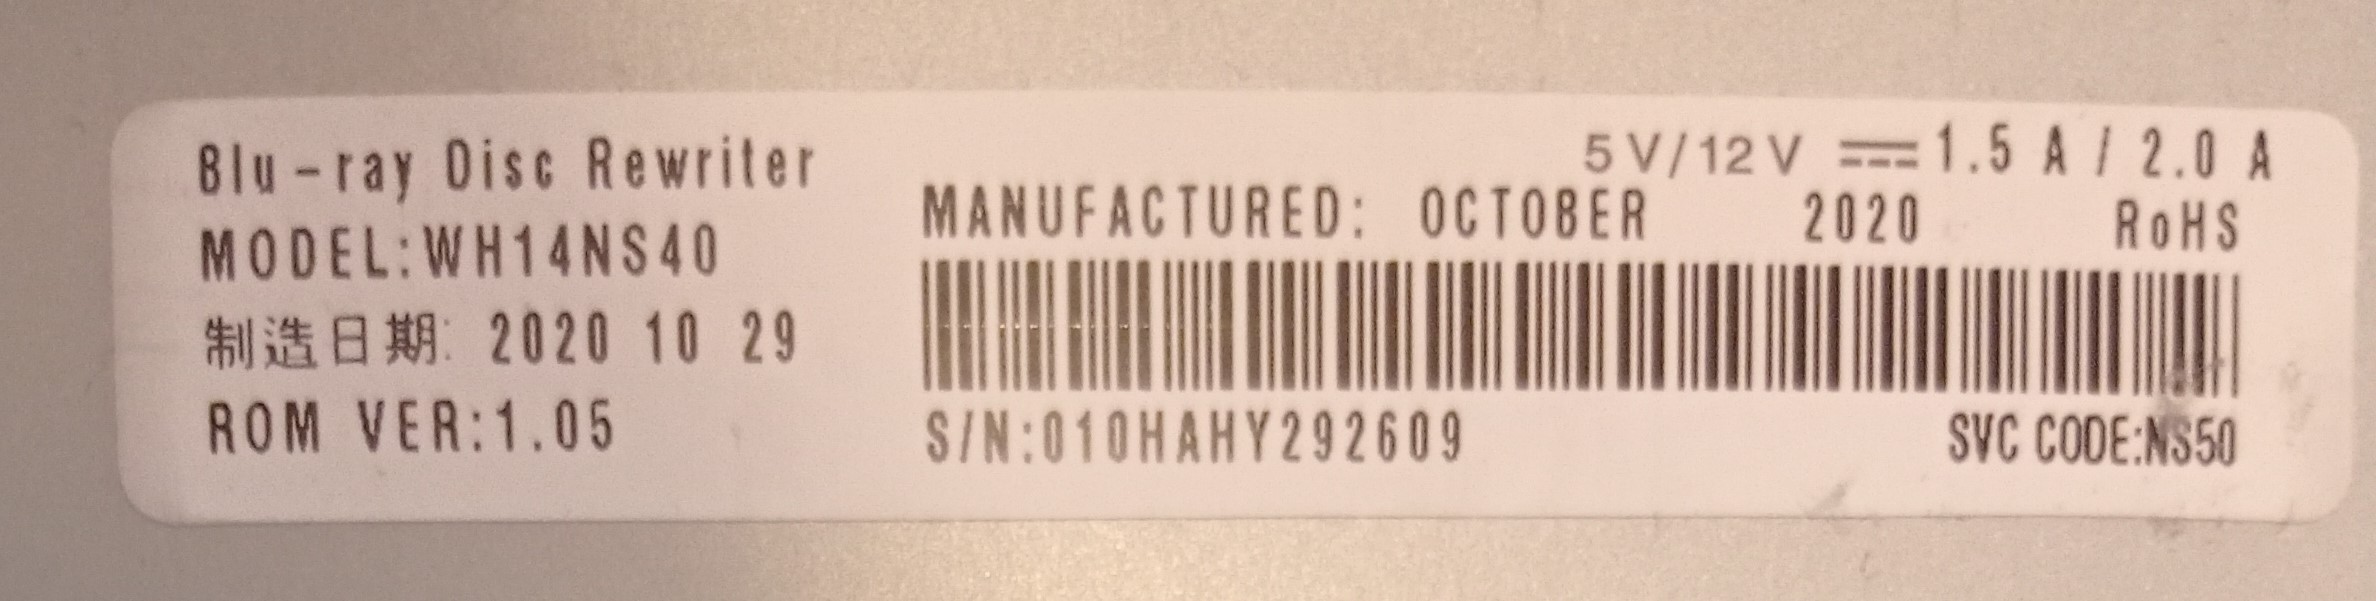 Blu-ray Disc Rewriter
MODEL:WH14NS40
制造日期: 2020 10 29
ROM VER:1.05
5V/12V ⎓1.5 A / 2.0 A
MANUFACTURED: OCTOBER 2020 RoHS
S/N:010HAHY292609
SVC CODE:NS50